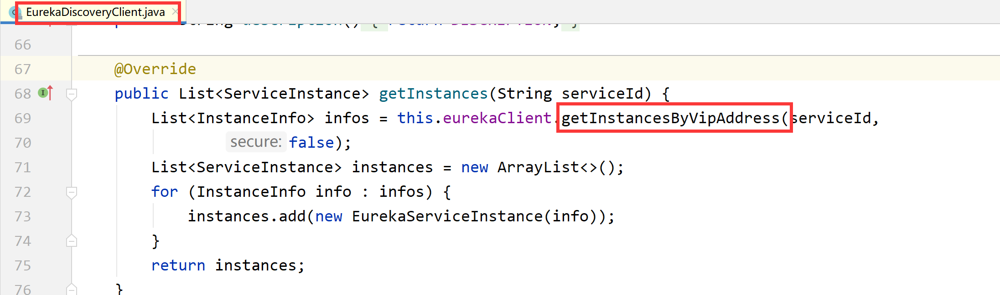 EurekaDiscoveryClient.java
String description() { return DESCRIPTION; }
66
67 @Override
68 public List<ServiceInstance> getInstances(String serviceId) {
69 List<InstanceInfo> infos = this.eurekaClient.getInstancesByVipAddress(serviceId,
70 secure: false);
71 List<ServiceInstance> instances = new ArrayList<>();
72 for (InstanceInfo info : infos) {
73 instances.add(new EurekaServiceInstance(info));
74 }
75 return instances;
76 }